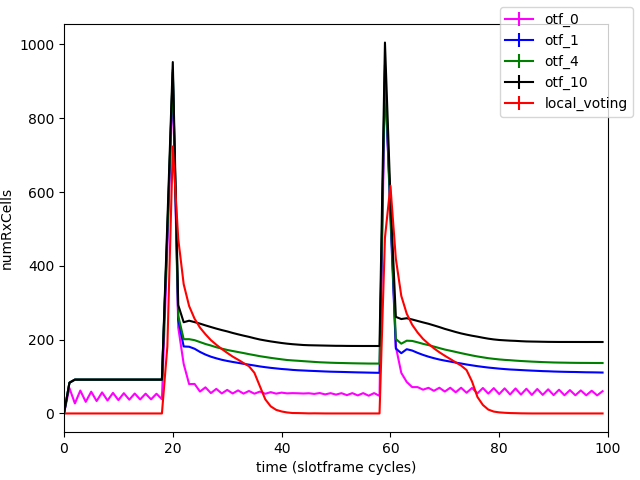 otf_0
otf_1
otf_4
otf_10
local_voting
numRxCells
1000
800
600
400
200
0
0 20 40 60 80 100
time (slotframe cycles)